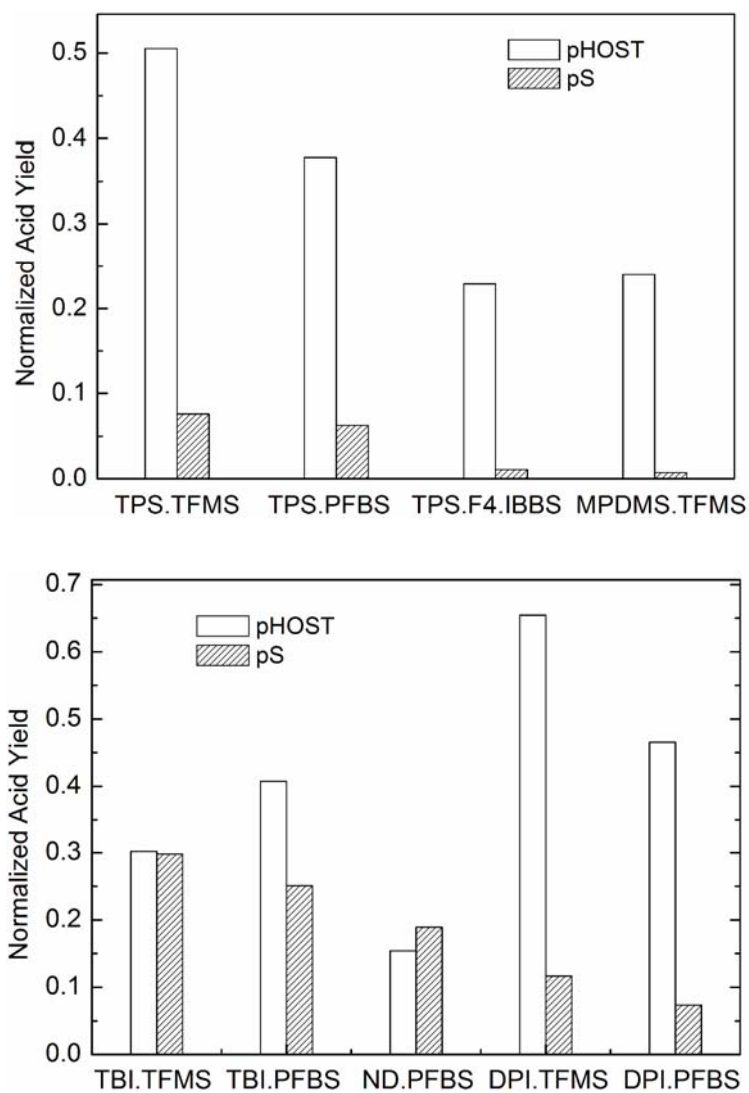 pHOST
pS
Normalized Acid Yield
0.5
0.4
0.3
0.2
0.1
0.0
TPS.TFMS TPS.PFBS TPS.F4.IBBS MPDMS.TFMS
pHOST
pS
Normalized Acid Yield
0.7
0.6
0.5
0.4
0.3
0.2
0.1
0.0
TBI.TFMS TBI.PFBS ND.PFBS DPI.TFMS DPI.PFBS